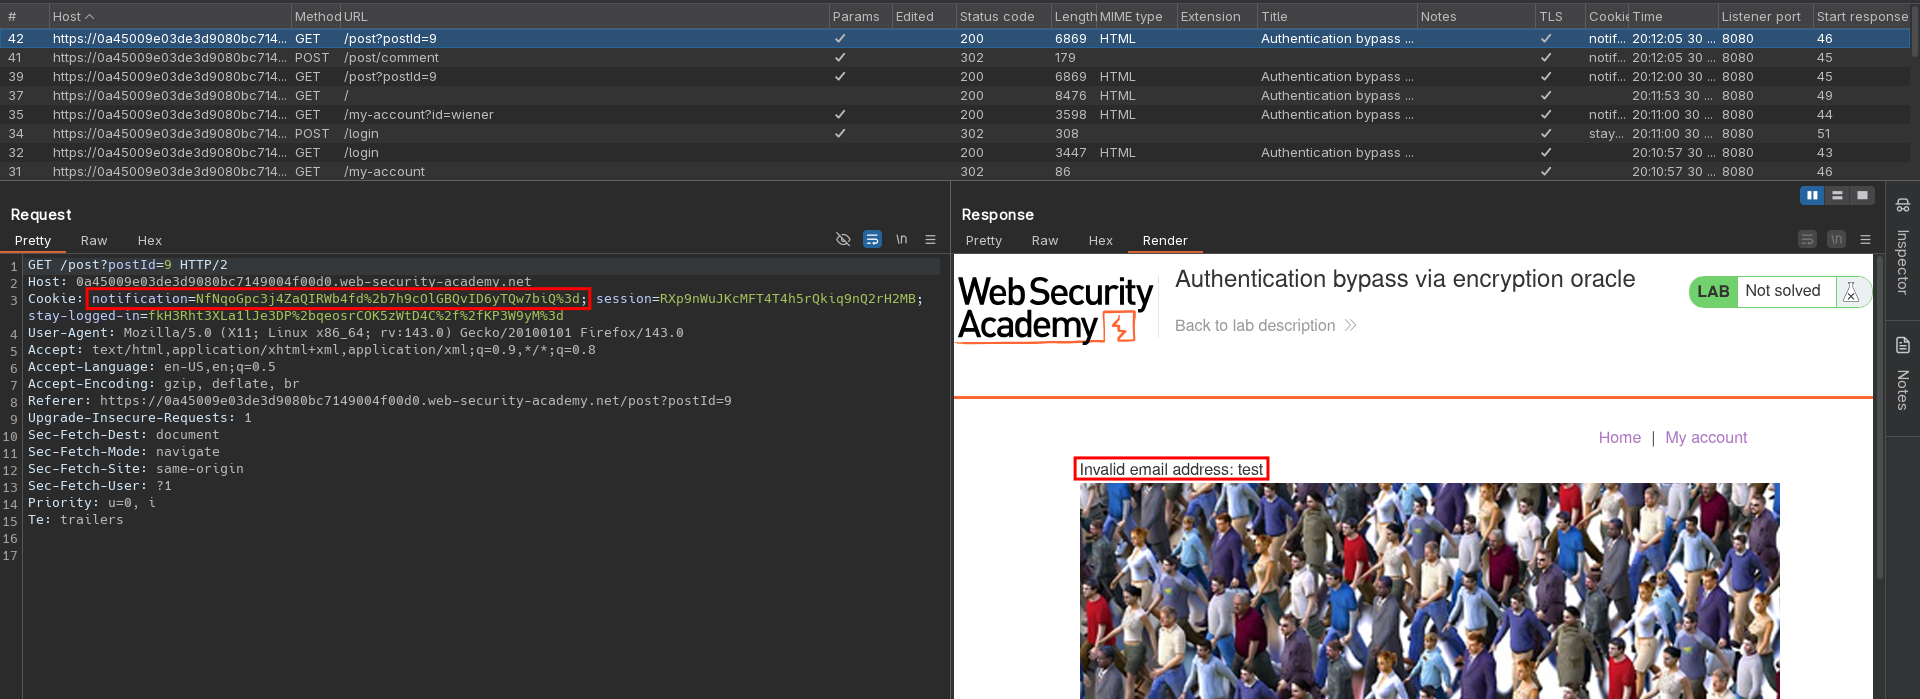 # Host Method URL Params Edited Status code Length MIME type Extension Title Notes TLS Cookie Time Listener port Start response
42 https://0a45009e03de3d9080bc714... GET /post?postId=9 200 6869 HTML Authentication bypass ... notif... 20:12:05 30 ... 8080 46
41 https://0a45009e03de3d9080bc714... POST /post/comment 302 179 notif... 20:12:05 30 ... 8080 45
39 https://0a45009e03de3d9080bc714... GET /post?postId=9 200 6869 HTML Authentication bypass ... notif... 20:12:00 30 ... 8080 45
37 https://0a45009e03de3d9080bc714... GET / 200 8476 HTML Authentication bypass ... 20:11:53 30 ... 8080 49
35 https://0a45009e03de3d9080bc714... GET /my-account?id=wiener 200 3598 HTML Authentication bypass ... notif... 20:11:00 30 ... 8080 44
34 https://0a45009e03de3d9080bc714... POST /login 302 308 stay... 20:11:00 30 ... 8080 51
32 https://0a45009e03de3d9080bc714... GET /login 200 3447 HTML Authentication bypass ... 20:10:57 30 ... 8080 43
31 https://0a45009e03de3d9080bc714... GET /my-account 302 86 20:10:57 30 ... 8080 46
Request
Pretty Raw Hex \n
1 GET /post?postId=9 HTTP/2
2 Host: 0a45009e03de3d9080bc7149004f00d0.web-security-academy.net
3 Cookie: notification=NfNqoGpc3j4ZaQIRWb4fd%2b7h9cOlGBQvID6yTQw7biQ%3d; session=RXp9nWuJKcMFT4T4h5rQkiq9nQ2rH2MB;
stay-logged-in=fkH3Rht3XLa1lJe3DP%2bqeosrCOK5zWtD4C%2f%2fKP3W9yM%3d
4 User-Agent: Mozilla/5.0 (X11; Linux x86_64; rv:143.0) Gecko/20100101 Firefox/143.0
5 Accept: text/html,application/xhtml+xml,application/xml;q=0.9,*/*;q=0.8
6 Accept-Language: en-US,en;q=0.5
7 Accept-Encoding: gzip, deflate, br
8 Referer: https://0a45009e03de3d9080bc7149004f00d0.web-security-academy.net/post?postId=9
9 Upgrade-Insecure-Requests: 1
10 Sec-Fetch-Dest: document
11 Sec-Fetch-Mode: navigate
12 Sec-Fetch-Site: same-origin
13 Sec-Fetch-User: ?1
14 Priority: u=0, i
15 Te: trailers
16
17
Response
Pretty Raw Hex Render \n
Web Security
Academy
Authentication bypass via encryption oracle
Back to lab description
LAB Not solved
Home | My account
Invalid email address: test
Inspector
Notes